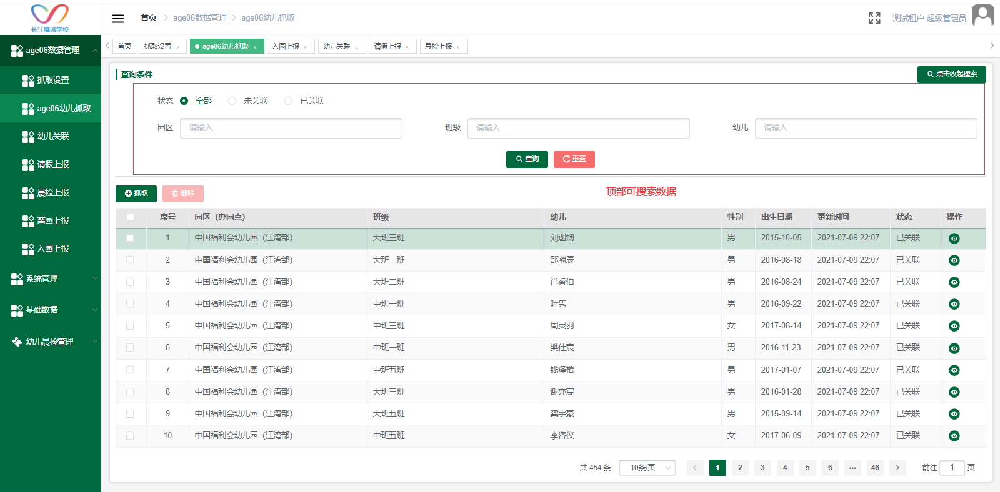 长江唯诚学校
首页 age06数据管理 age06幼儿抓取
测试租户-超级管理员
首页 抓取设置 age06幼儿抓取 入园上报 幼儿关联 请假上报 晨检上报
age06数据管理
抓取设置
age06幼儿抓取
幼儿关联
请假上报
晨检上报
离园上报
入园上报
系统管理
基础数据
幼儿晨检管理
查询条件
点击收起搜索
状态 全部 未关联 已关联
园区 请输入 班级 请输入 幼儿 请输入
查询 重置
抓取 删除
顶部可搜索数据
序号 园区（办园点） 班级 幼儿 性别 出生日期 更新时间 状态 操作
1 中国福利会幼儿园（江湾部） 大班三班 刘迦悯 男 2015-10-05 2021-07-09 22:07 已关联
2 中国福利会幼儿园（江湾部） 大班一班 邵瀚辰 男 2016-08-18 2021-07-09 22:07 已关联
3 中国福利会幼儿园（江湾部） 大班二班 肖睿伯 男 2016-08-24 2021-07-09 22:07 已关联
4 中国福利会幼儿园（江湾部） 中班一班 叶隽 男 2016-09-22 2021-07-09 22:07 已关联
5 中国福利会幼儿园（江湾部） 中班三班 周灵羽 女 2017-08-14 2021-07-09 22:07 已关联
6 中国福利会幼儿园（江湾部） 中班一班 樊仕宸 男 2016-11-23 2021-07-09 22:07 已关联
7 中国福利会幼儿园（江湾部） 中班五班 钱泽楷 男 2017-01-07 2021-07-09 22:07 已关联
8 中国福利会幼儿园（江湾部） 大班三班 谢亦宸 男 2016-01-28 2021-07-09 22:07 已关联
9 中国福利会幼儿园（江湾部） 大班五班 龚宇豪 男 2015-09-14 2021-07-09 22:07 已关联
10 中国福利会幼儿园（江湾部） 中班五班 李咨仪 女 2017-06-09 2021-07-09 22:07 已关联
共 454 条 10条/页 1 2 3 4 5 6 ••• 46 前往 1 页